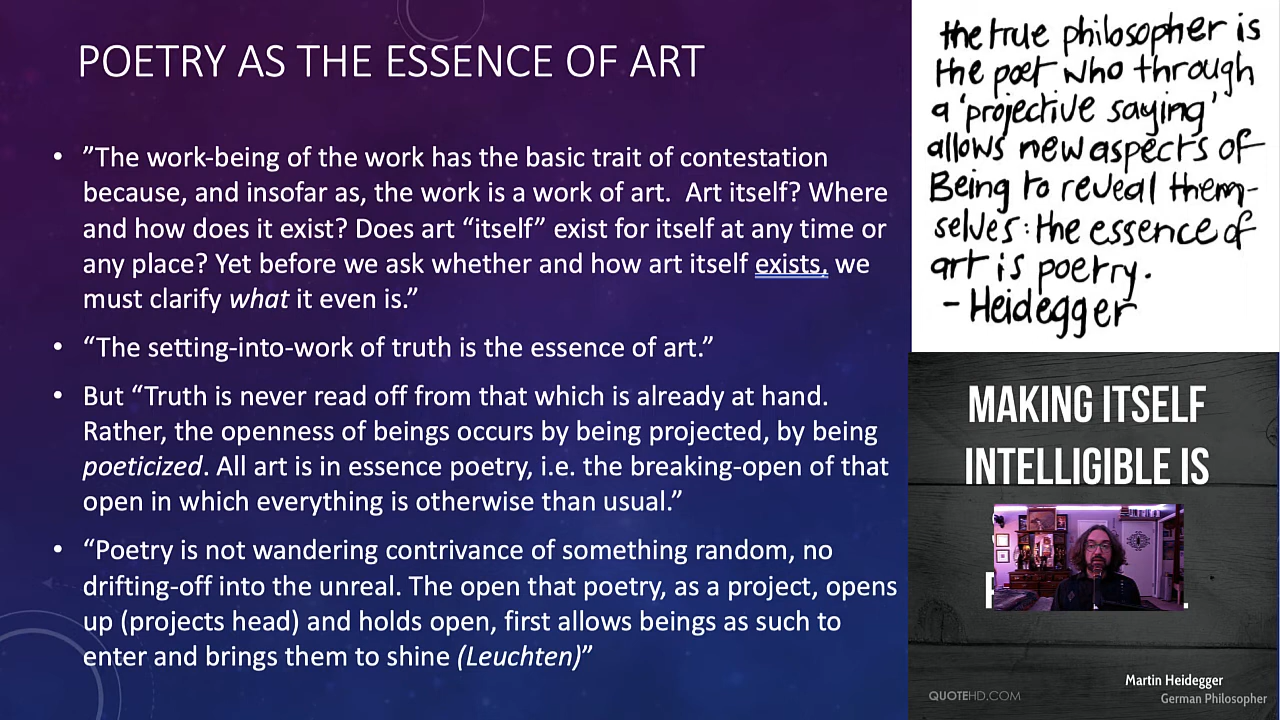 POETRY AS THE ESSENCE OF ART
• ”The work-being of the work has the basic trait of contestation
because, and insofar as, the work is a work of art.  Art itself? Where
and how does it exist? Does art “itself” exist for itself at any time or
any place? Yet before we ask whether and how art itself exists, we
must clarify what it even is.”
• “The setting-into-work of truth is the essence of art.”
• But “Truth is never read off from that which is already at hand.
Rather, the openness of beings occurs by being projected, by being
poeticized. All art is in essence poetry, i.e. the breaking-open of that
open in which everything is otherwise than usual.”
• “Poetry is not wandering contrivance of something random, no
drifting-off into the unreal. The open that poetry, as a project, opens
up (projects head) and holds open, first allows beings as such to
enter and brings them to shine (Leuchten)”
the true philosopher is
the poet who through
a ‘projective saying’
allows new aspects of
Being to reveal them-
selves: the essence of
art is poetry.
- Heidegger
MAKING ITSELF
INTELLIGIBLE IS
Martin Heidegger
German Philosopher
QUOTEHD.COM